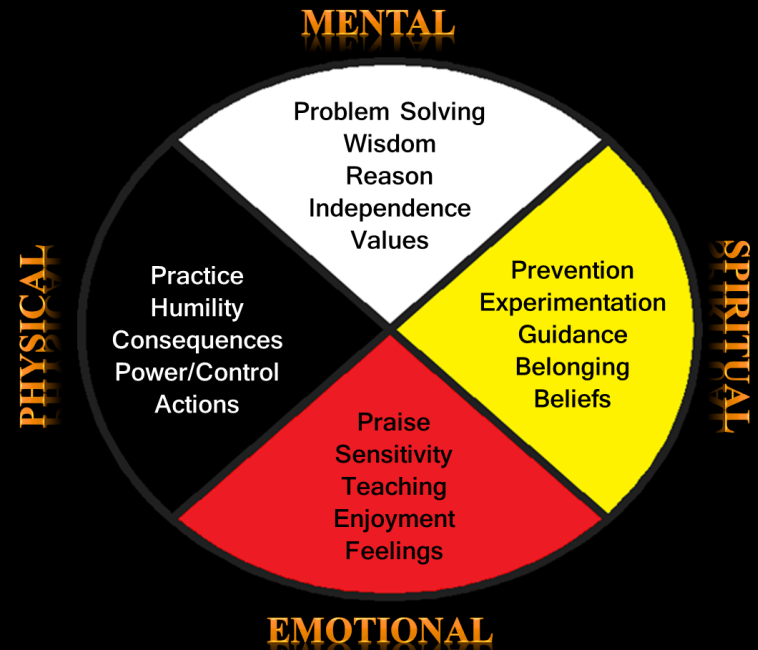 MENTAL
Problem Solving
Wisdom
Reason
Independence
Values
PHYSICAL
Practice
Humility
Consequences
Power/Control
Actions
Prevention
Experimentation
Guidance
Belonging
Beliefs
SPIRITUAL
Praise
Sensitivity
Teaching
Enjoyment
Feelings
EMOTIONAL